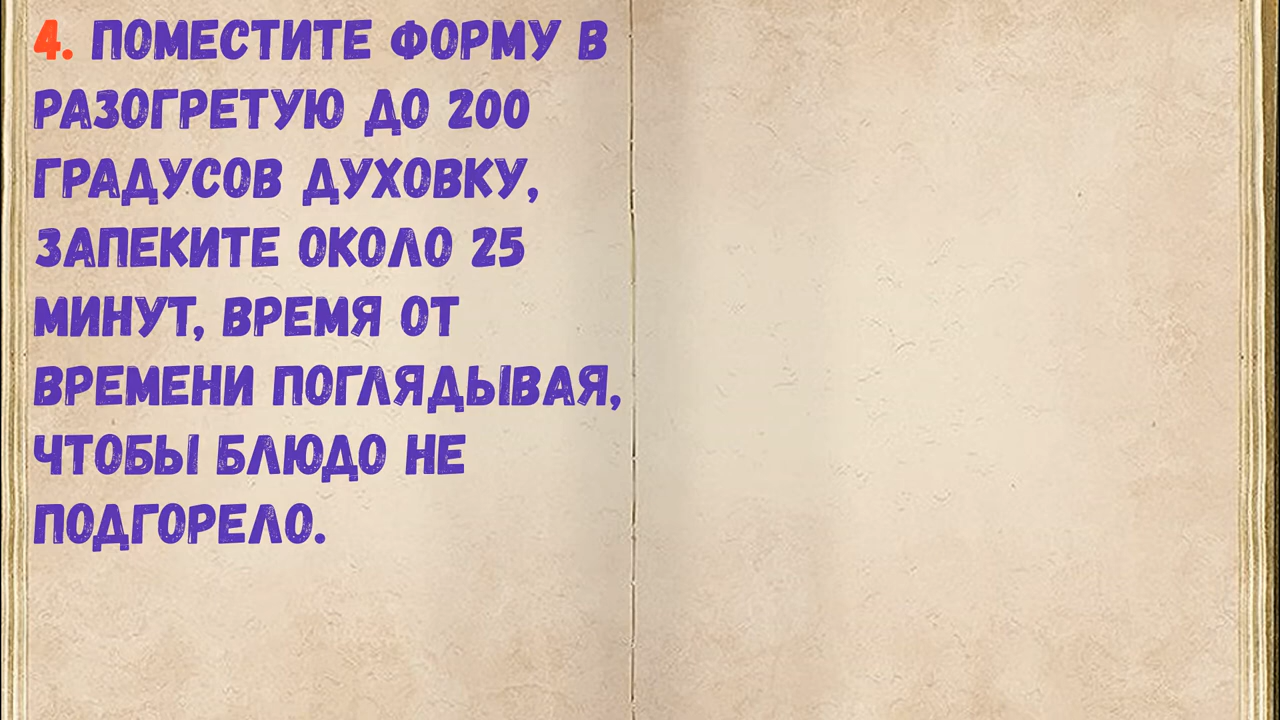 4. ПОМЕСТИТЕ ФОРМУ В
РАЗОГРЕТУЮ ДО 200
ГРАДУСОВ ДУХОВКУ,
ЗАПЕКИТЕ ОКОЛО 25
МИНУТ, ВРЕМЯ ОТ
ВРЕМЕНИ ПОГЛЯДЫВАЯ,
ЧТОБЫ БЛЮДО НЕ
ПОДГОРЕЛО.